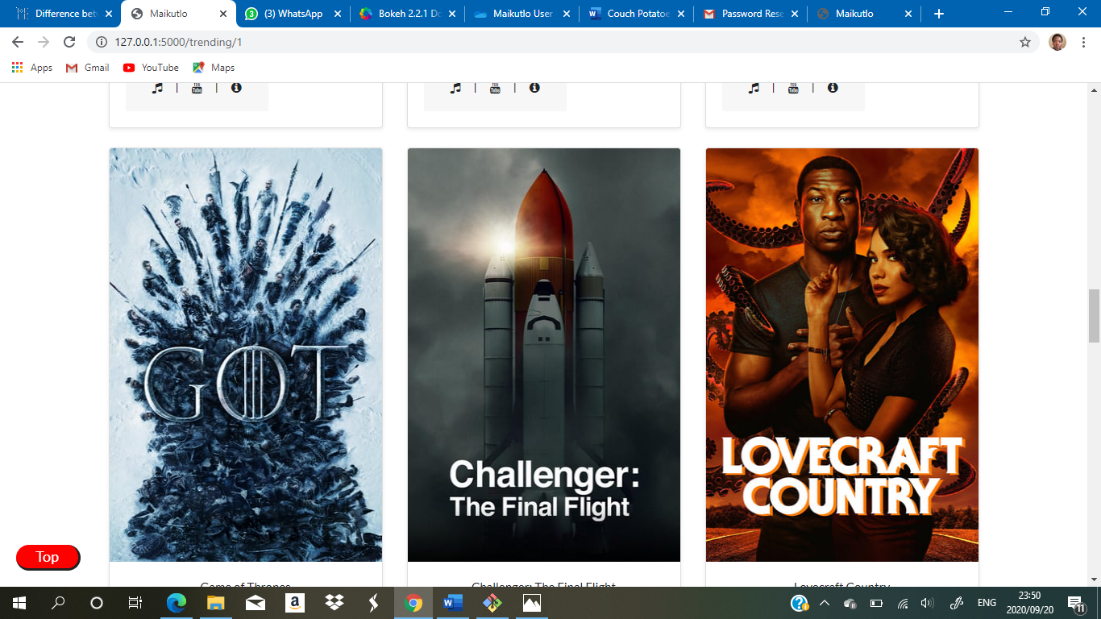 Difference bet
Maikutlo
(3) WhatsApp
Bokeh 2.2.1 Do
Maikutlo User
Couch Potatoe
Password Rese
Maikutlo
127.0.0.1:5000/trending/1
Apps
Gmail
YouTube
Maps
GOT
Challenger:
The Final Flight
LOVECRAFT
COUNTRY
Top
Game of Thrones
Challenger: The Final Flight
Lovecraft Country
ENG
23:50
2020/09/20
11